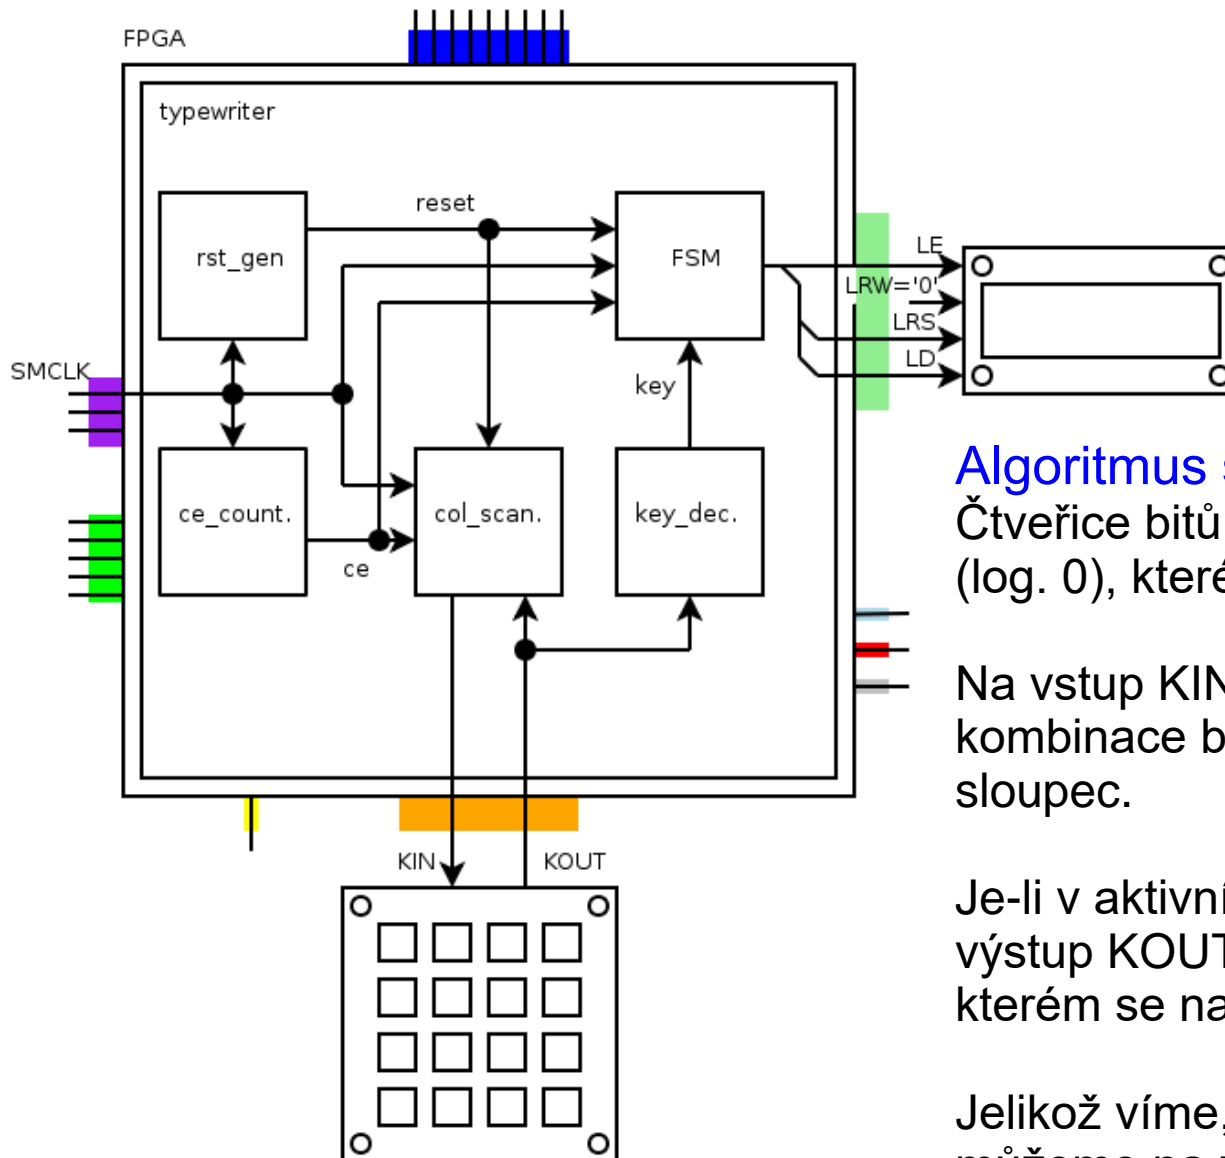 FPGA
typewriter
reset
rst_gen
FSM
LE
LRW='0'
LRS
LD
SMCLK
key
ce_count.
col_scan.
key_dec.
ce
KIN
KOUT
Algoritmus
Čtveřice bitů
(log. 0), které
Na vstup KIN
kombinace b
sloupec.
Je-li v aktivní
výstup KOUT
kterém se na
Jelikož víme,